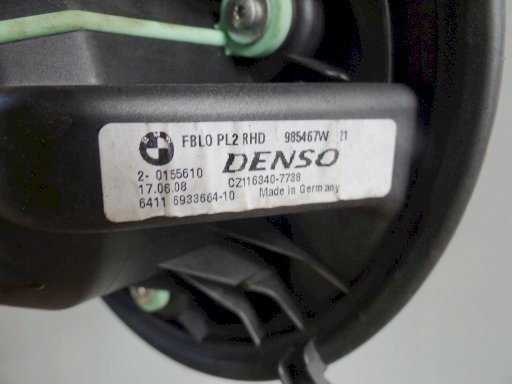 FBLO PL2 RHD 985467W 21
2- 0155610 DENSO
17.06.08 CZ116340-7738
6411 6933664-10 Made in Germany